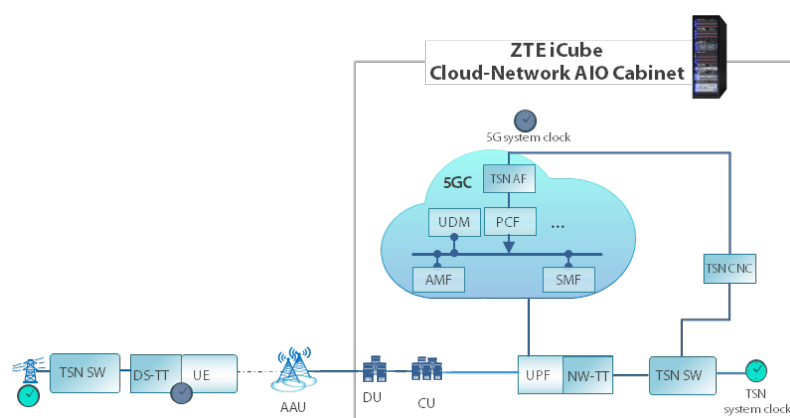 ZTE iCube
Cloud-Network AIO Cabinet
5G system clock
5GC
TSN AF
UDM
PCF
...
AMF
SMF
TSN CNC
TSN SW
DS-TT
UE
AAU
DU
CU
UPF
NW-TT
TSN SW
TSN
system clock